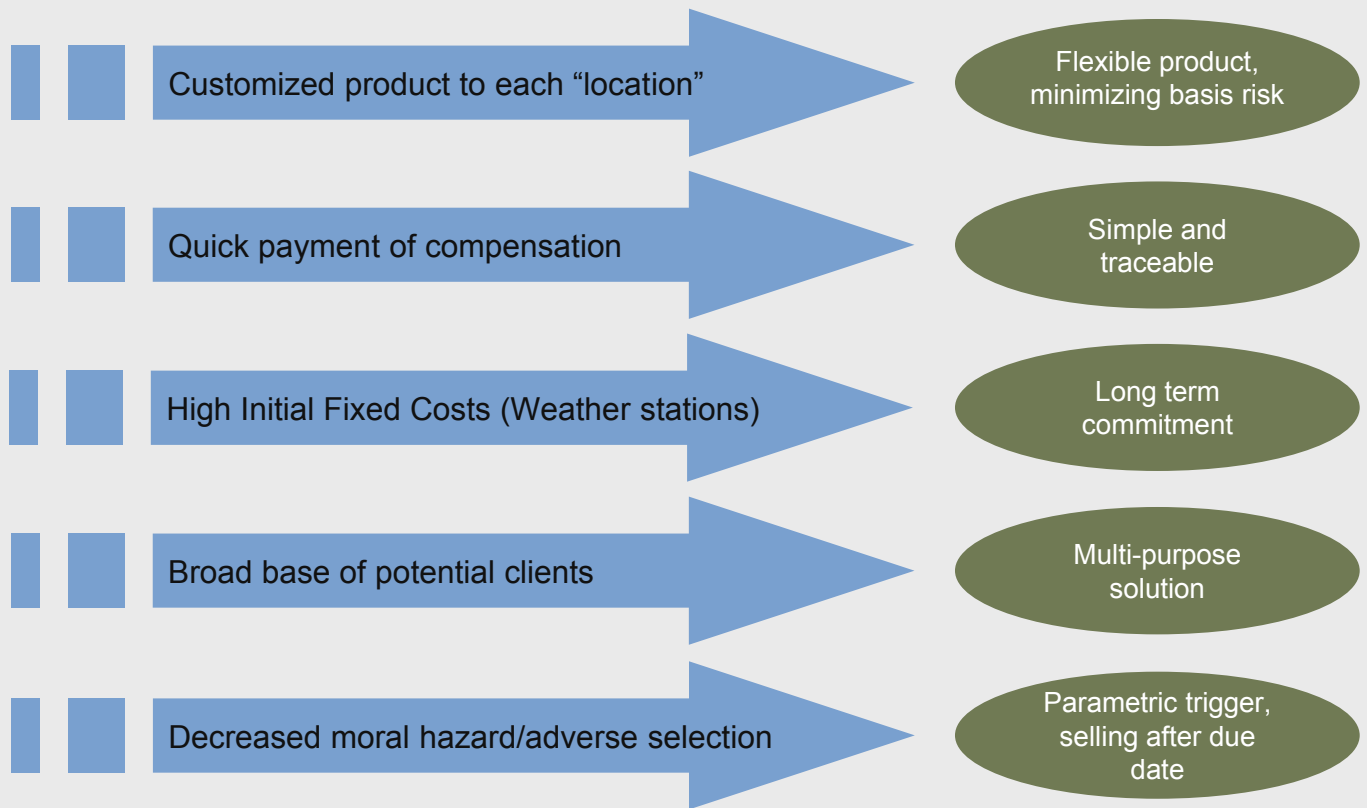 Customized product to each “location”
Flexible product,
minimizing basis risk
Quick payment of compensation
Simple and
traceable
High Initial Fixed Costs (Weather stations)
Long term
commitment
Broad base of potential clients
Multi-purpose
solution
Decreased moral hazard/adverse selection
Parametric trigger,
selling after due
date